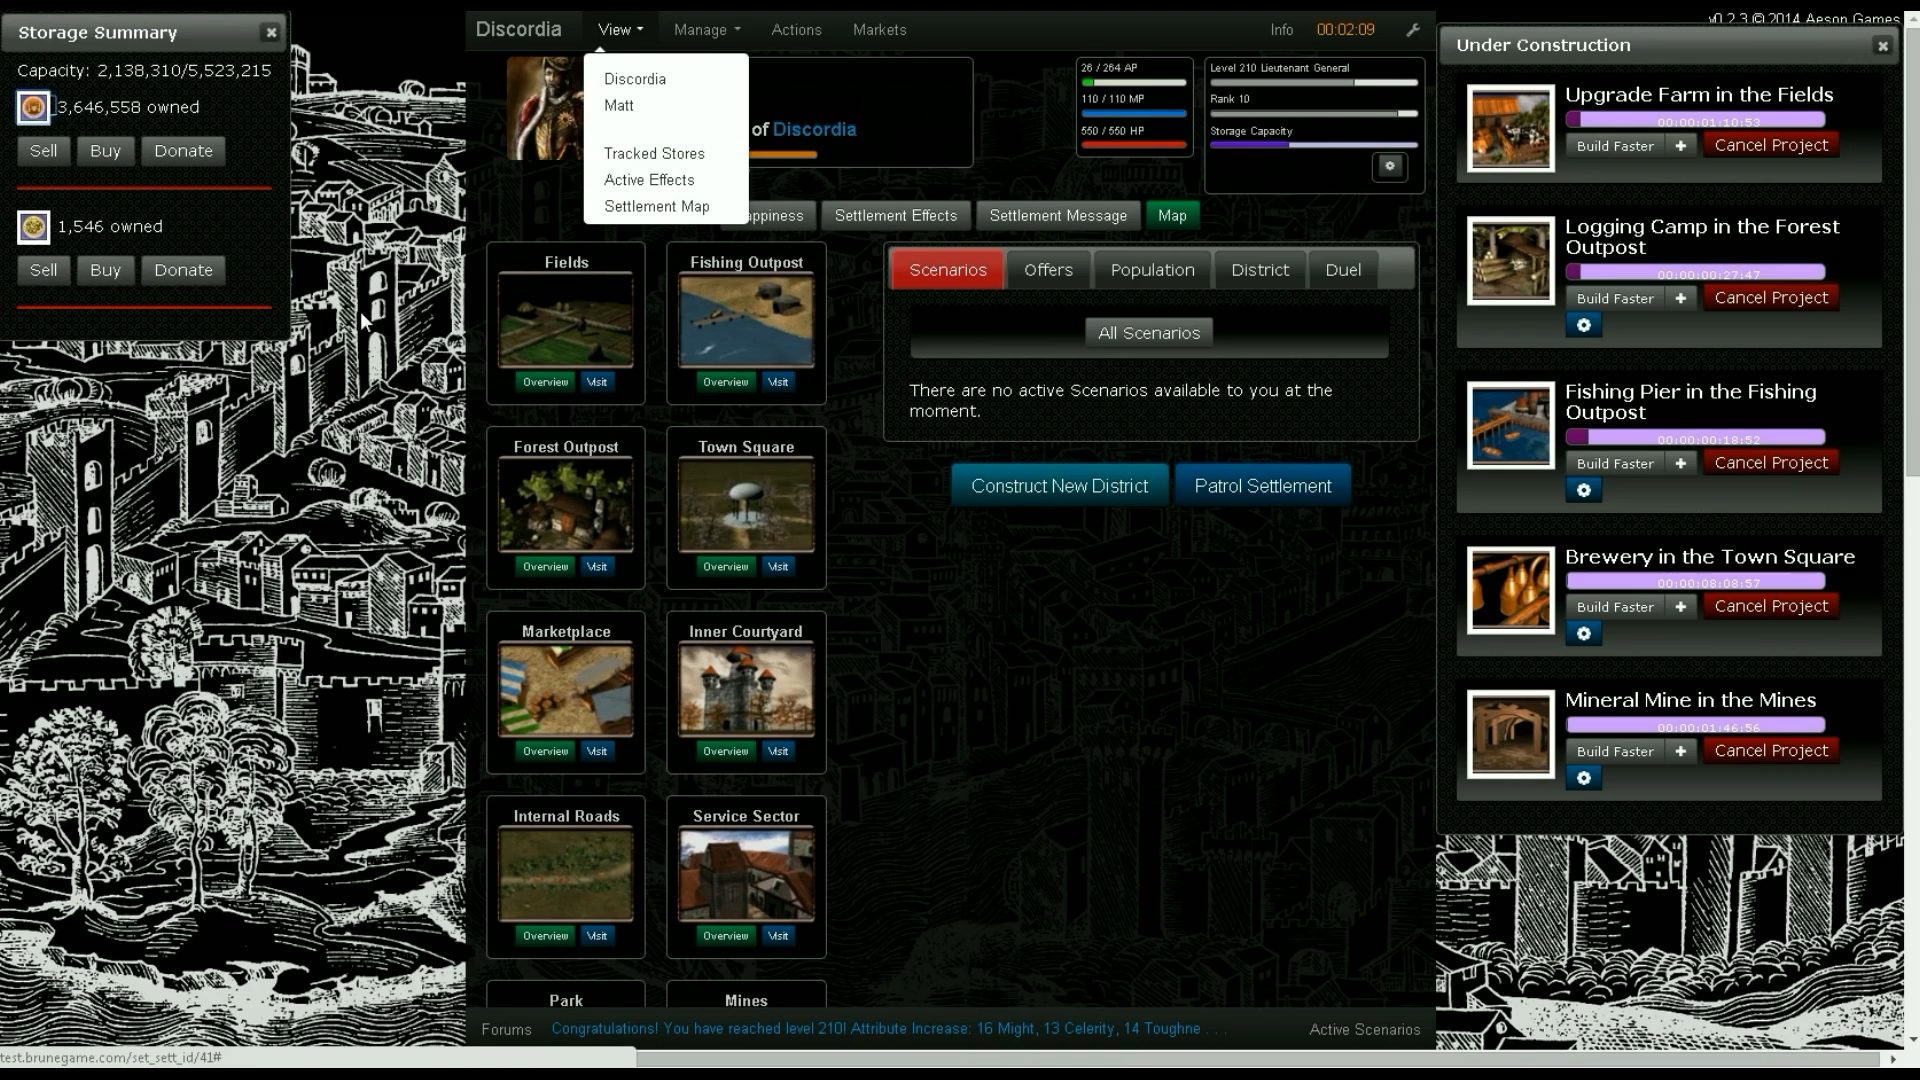 Storage Summary
Capacity: 2,138,310/5,523,215
3,646,558 owned
Sell Buy Donate
1,546 owned
Sell Buy Donate
Discordia View Manage Actions Markets Info 00:02:09
Discordia
Matt
Tracked Stores
Active Effects
Settlement Map
of Discordia
26 / 264 AP
110 / 110 MP
550 / 550 HP
Level 210 Lieutenant General
Rank 10
Storage Capacity
Settlement Effects Settlement Message Map
Fields
Overview Visit
Fishing Outpost
Overview Visit
Forest Outpost
Overview Visit
Town Square
Overview Visit
Marketplace
Overview Visit
Inner Courtyard
Overview Visit
Internal Roads
Overview Visit
Service Sector
Overview Visit
Park
Mines
Scenarios Offers Population District Duel
All Scenarios
There are no active Scenarios available to you at the
moment.
Construct New District Patrol Settlement
v0.2.3 © 2014 Aeson Games
Under Construction
Upgrade Farm in the Fields
00:00:01:10:53
Build Faster + Cancel Project
Logging Camp in the Forest
Outpost
00:00:00:27:47
Build Faster + Cancel Project
Fishing Pier in the Fishing
Outpost
00:00:00:18:52
Build Faster + Cancel Project
Brewery in the Town Square
00:00:08:08:57
Build Faster + Cancel Project
Mineral Mine in the Mines
00:00:01:46:56
Build Faster + Cancel Project
Forums Congratulations! You have reached level 210! Attribute Increase: 16 Might, 13 Celerity, 14 Toughne . . . Active Scenarios
test.brunegame.com/set_sett_id/41#